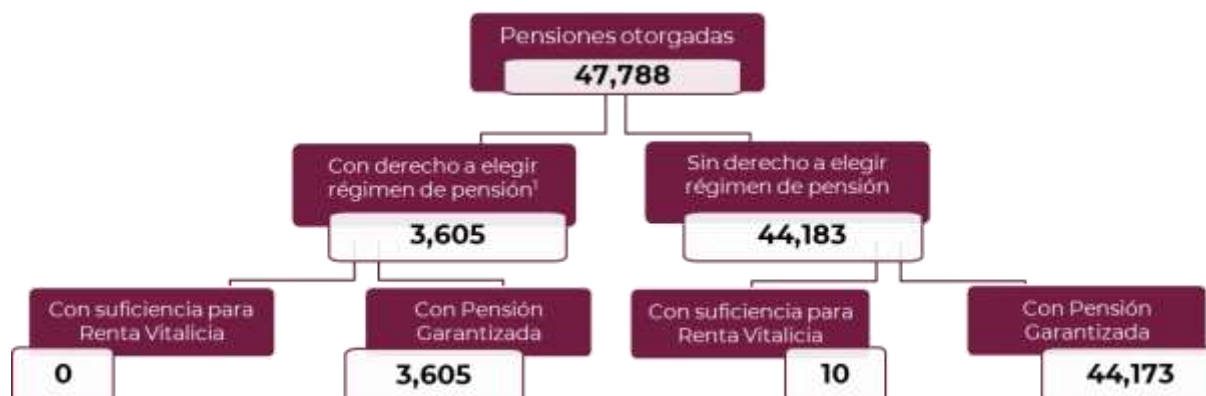 Pensiones otorgadas
47,788
Con derecho a elegir
régimen de pensión¹
3,605
Sin derecho a elegir
régimen de pensión
44,183
Con suficiencia para
Renta Vitalicia
0
Con Pensión
Garantizada
3,605
Con suficiencia para
Renta Vitalicia
10
Con Pensión
Garantizada
44,173